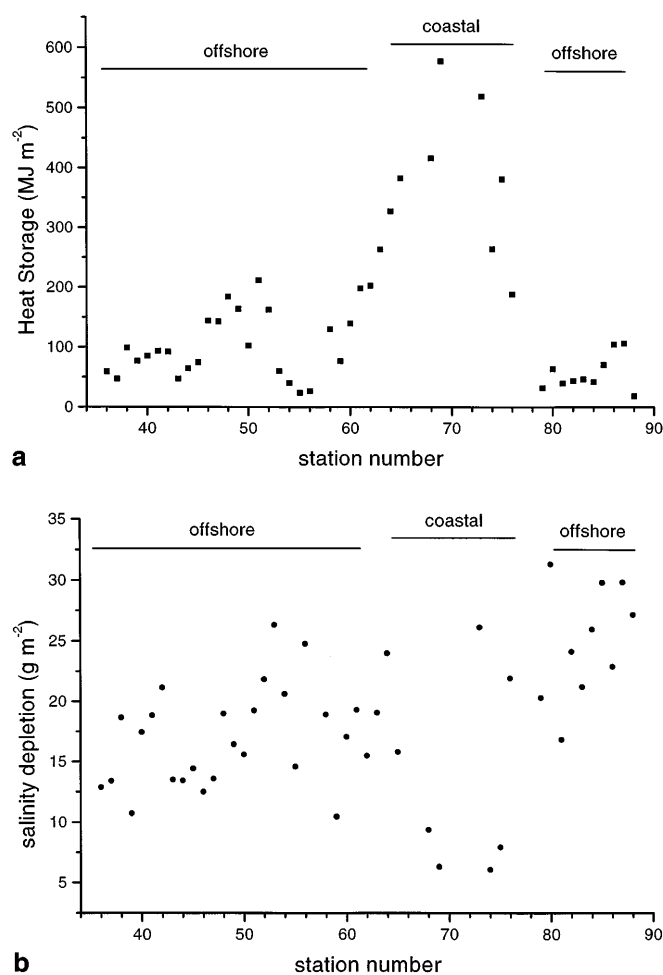 coastal
offshore
offshore
600
500
400
300
200
100
0
Heat Storage (MJ m-2)
40 50 60 70 80 90
station number
a
35
30
25
20
15
10
5
salinity depletion (g m-2)
offshore
coastal
offshore
40 50 60 70 80 90
station number
b